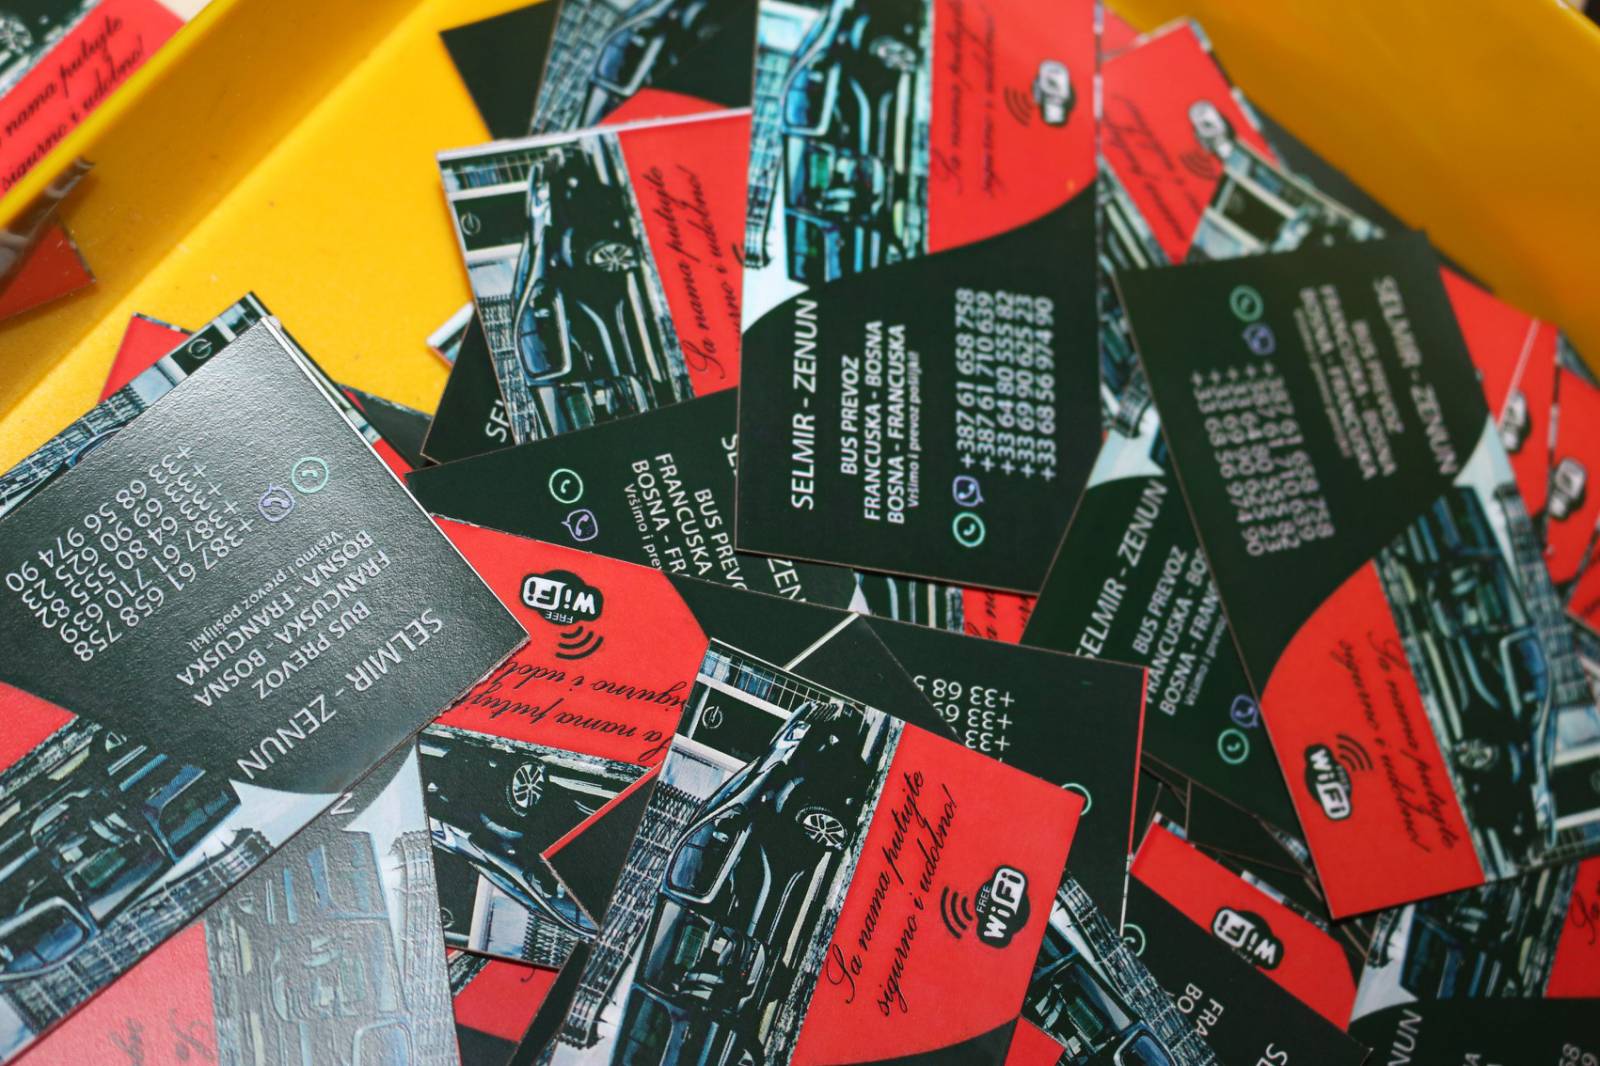 SELMIR - ZENUN
BUS PREVOZ
FRANCUSKA - BOSNA
BOSNA - FRANCUSKA
Vršimo i prevoz pošiljki!
+387 61 658 758
+387 61 710 639
+33 64 80 555 82
+33 69 90 625 23
+33 68 56 974 90
Sa nama putujte
sigurno i udobno!
FREE
WiFi